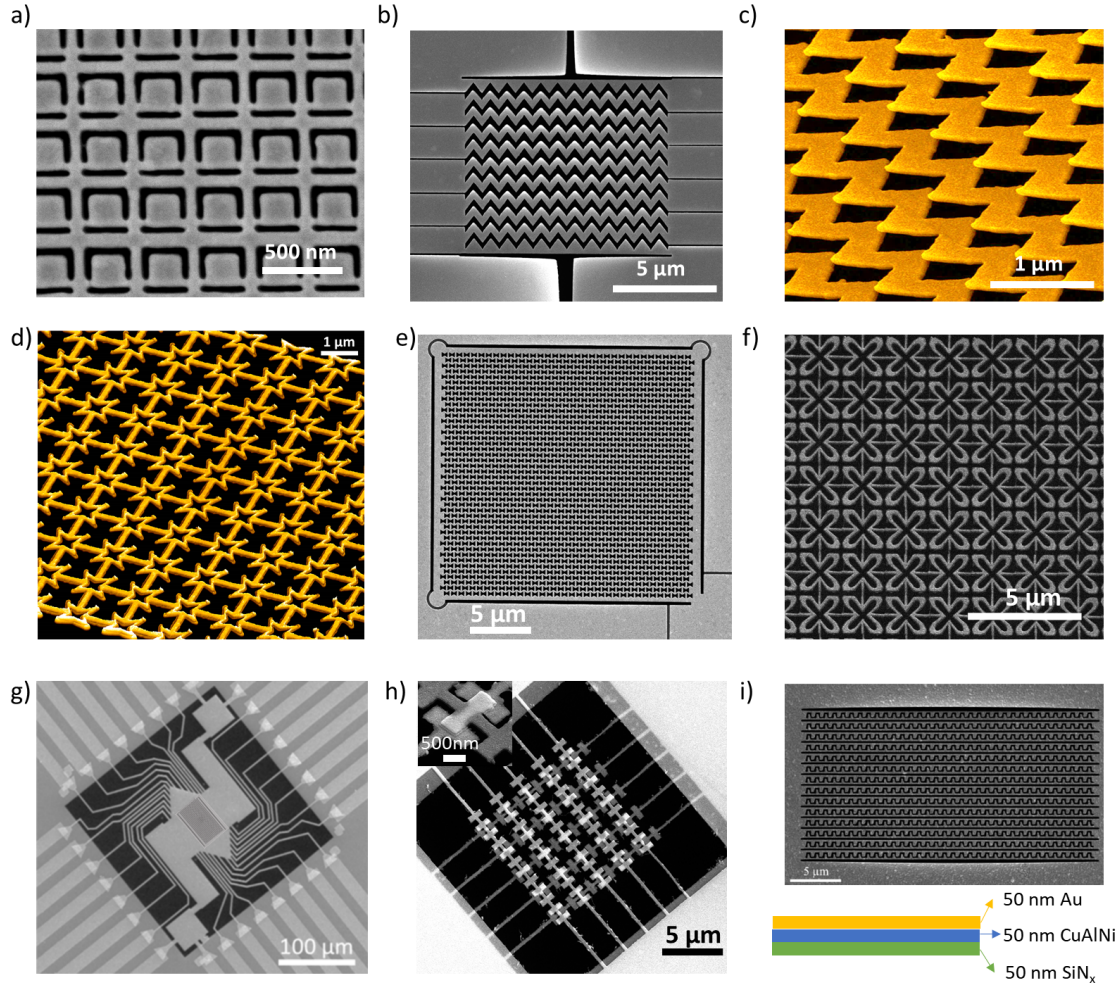 a)
b)
c)
500 nm
5 µm
1 µm
d)
e)
f)
1 µm
5 µm
5 µm
g)
h)
i)
500nm
100 µm
5 µm
5 µm
50 nm Au
50 nm CuAlNi
50 nm SiNx